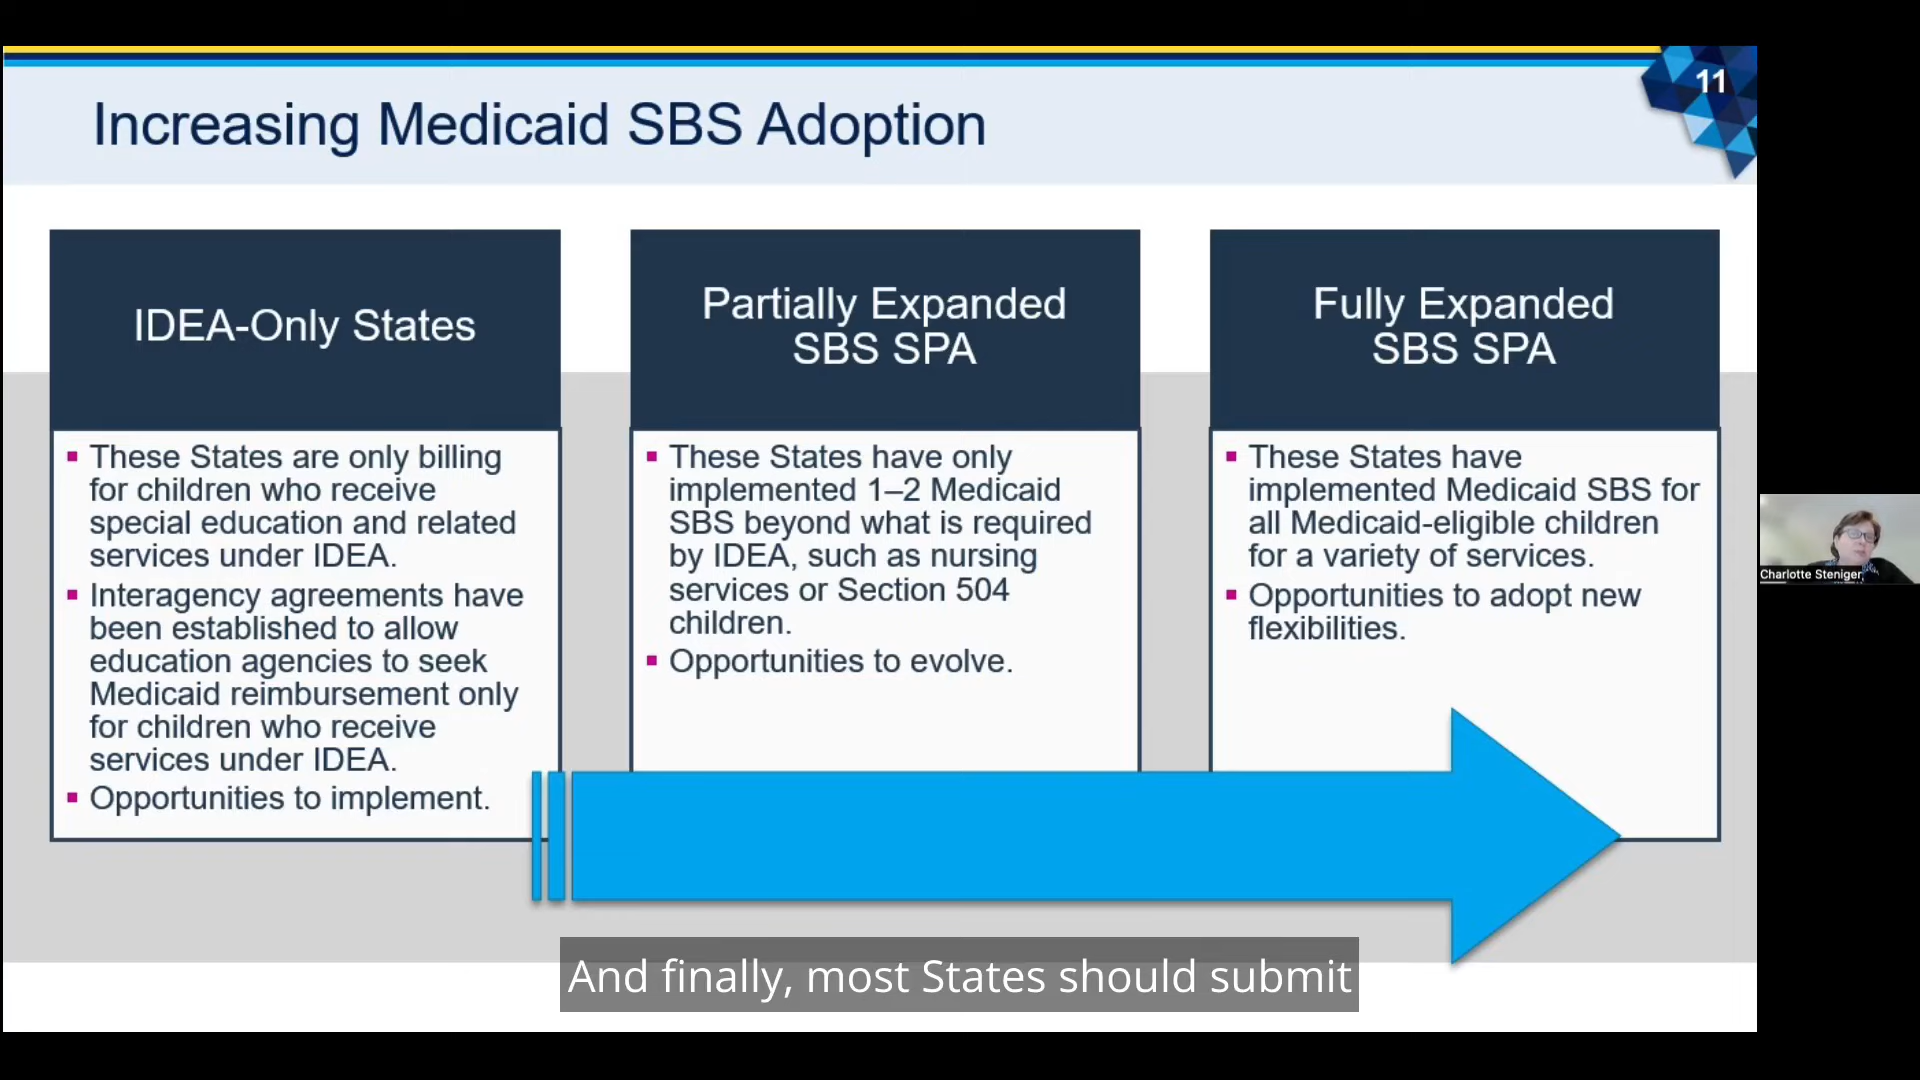 11
Increasing Medicaid SBS Adoption
IDEA-Only States
These States are only billing
for children who receive
special education and related
services under IDEA.
Interagency agreements have
been established to allow
education agencies to seek
Medicaid reimbursement only
for children who receive
services under IDEA.
Opportunities to implement.
Partially Expanded
SBS SPA
These States have only
implemented 1–2 Medicaid
SBS beyond what is required
by IDEA, such as nursing
services or Section 504
children.
Opportunities to evolve.
Fully Expanded
SBS SPA
These States have
implemented Medicaid SBS for
all Medicaid-eligible children
for a variety of services.
Opportunities to adopt new
flexibilities.
Charlotte Steniger
And finally, most States should submit